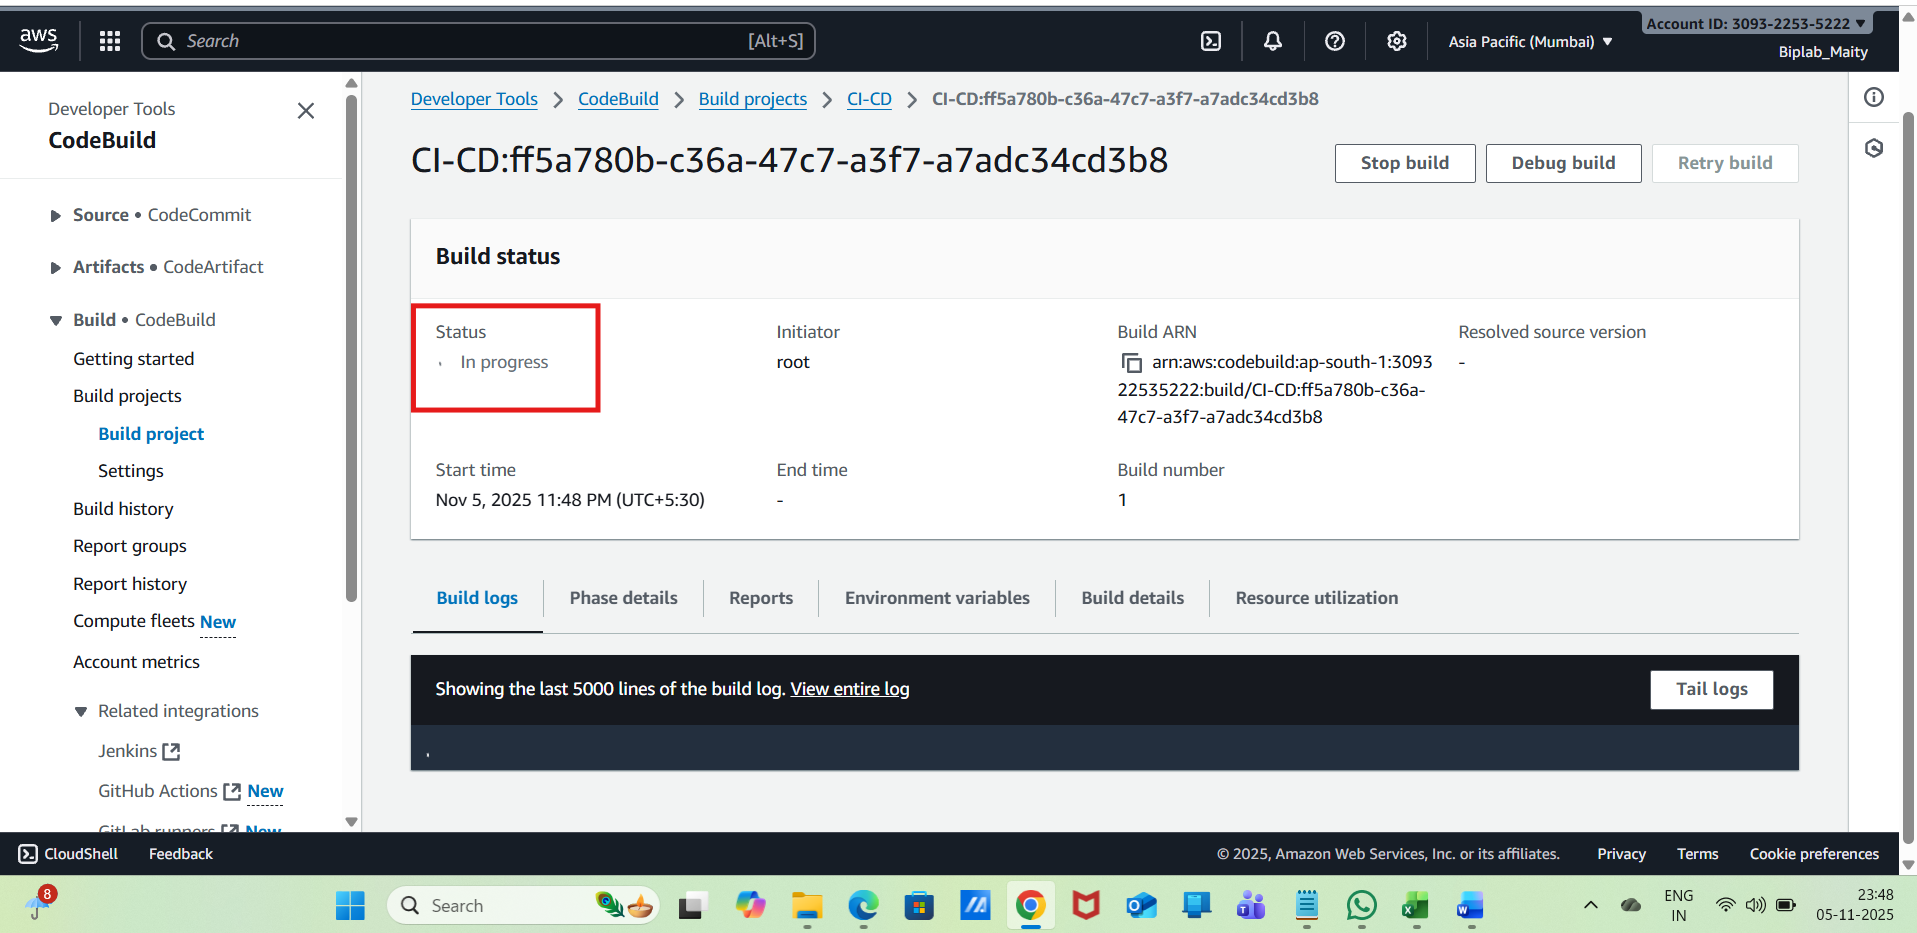 aws
Search
[Alt+S]
Asia Pacific (Mumbai)
Account ID: 3093-2253-5222
Biplab_Maity
Developer Tools
CodeBuild
Source • CodeCommit
Artifacts • CodeArtifact
Build • CodeBuild
Getting started
Build projects
Build project
Settings
Build history
Report groups
Report history
Compute fleets New
Account metrics
Related integrations
Jenkins
GitHub Actions New
GitLab runners New
Developer Tools
CodeBuild
Build projects
CI-CD
CI-CD:ff5a780b-c36a-47c7-a3f7-a7adc34cd3b8
CI-CD:ff5a780b-c36a-47c7-a3f7-a7adc34cd3b8
Stop build
Debug build
Retry build
Build status
Status
In progress
Initiator
root
Build ARN
arn:aws:codebuild:ap-south-1:3093
22535222:build/CI-CD:ff5a780b-c36a-
47c7-a3f7-a7adc34cd3b8
Resolved source version
-
Start time
Nov 5, 2025 11:48 PM (UTC+5:30)
End time
-
Build number
1
Build logs
Phase details
Reports
Environment variables
Build details
Resource utilization
Showing the last 5000 lines of the build log. View entire log
Tail logs
CloudShell
Feedback
© 2025, Amazon Web Services, Inc. or its affiliates.
Privacy
Terms
Cookie preferences
8
Search
ENG
IN
23:48
05-11-2025